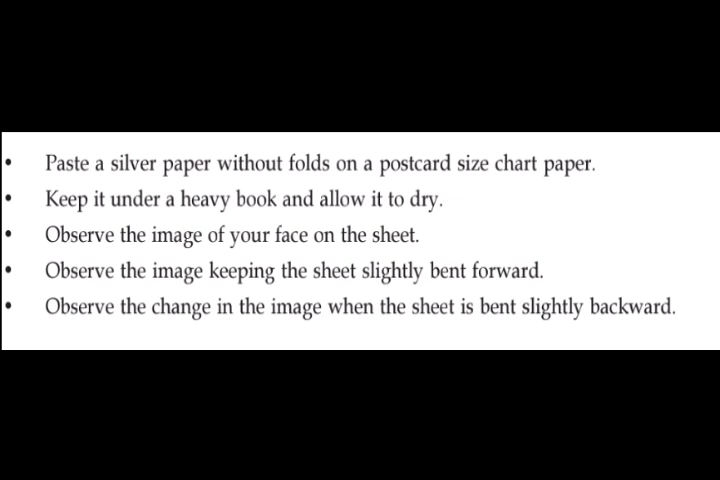 • Paste a silver paper without folds on a postcard size chart paper.
• Keep it under a heavy book and allow it to dry.
• Observe the image of your face on the sheet.
• Observe the image keeping the sheet slightly bent forward.
• Observe the change in the image when the sheet is bent slightly backward.